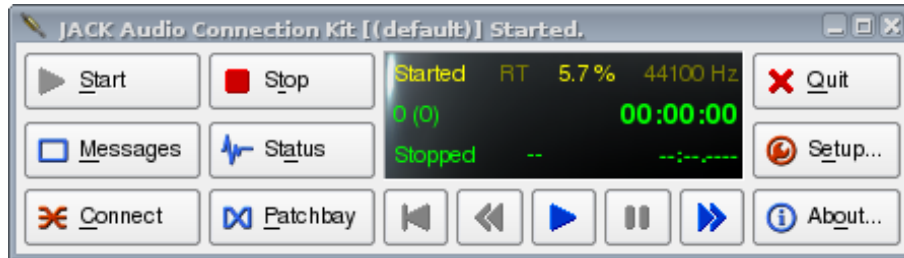 JACK Audio Connection Kit [(default)] Started.
Start Stop Started RT 5.7 % 44100 Hz Quit
0 (0) 00:00:00
Messages Status Stopped -- --:--.---- Setup...
Connect Patchbay About...